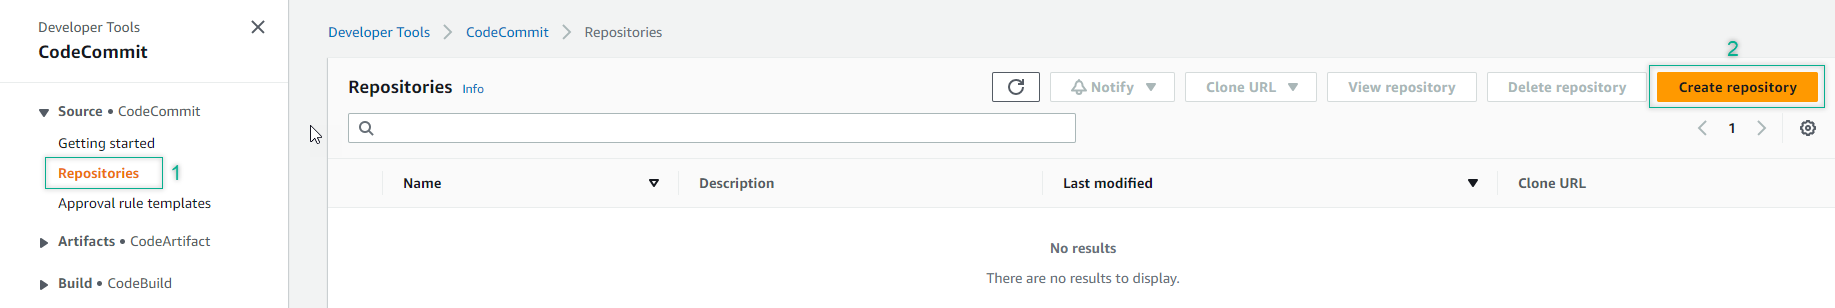 Developer Tools
CodeCommit
Source • CodeCommit
Getting started
Repositories 1
Approval rule templates
Artifacts • CodeArtifact
Build • CodeBuild
Developer Tools CodeCommit Repositories
2
Repositories Info Notify Clone URL View repository Delete repository Create repository
1
Name Description Last modified Clone URL
No results
There are no results to display.